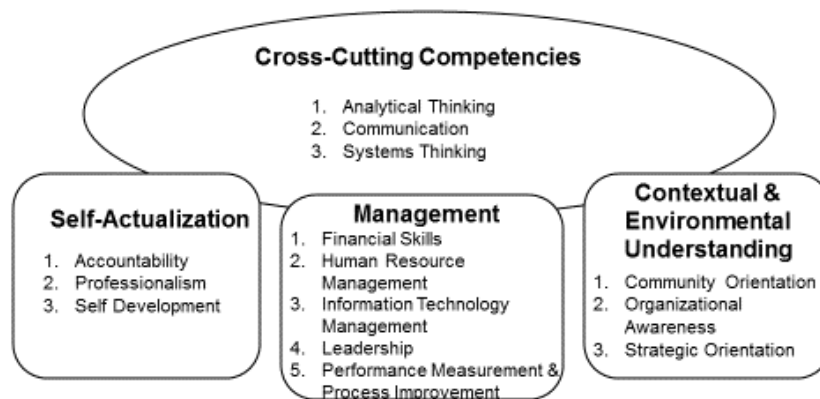 Cross-Cutting Competencies
1. Analytical Thinking
2. Communication
3. Systems Thinking
Self-Actualization
1. Accountability
2. Professionalism
3. Self Development
Management
1. Financial Skills
2. Human Resource
Management
3. Information Technology
Management
4. Leadership
5. Performance Measurement &
Process Improvement
Contextual &
Environmental
Understanding
1. Community Orientation
2. Organizational
Awareness
3. Strategic Orientation